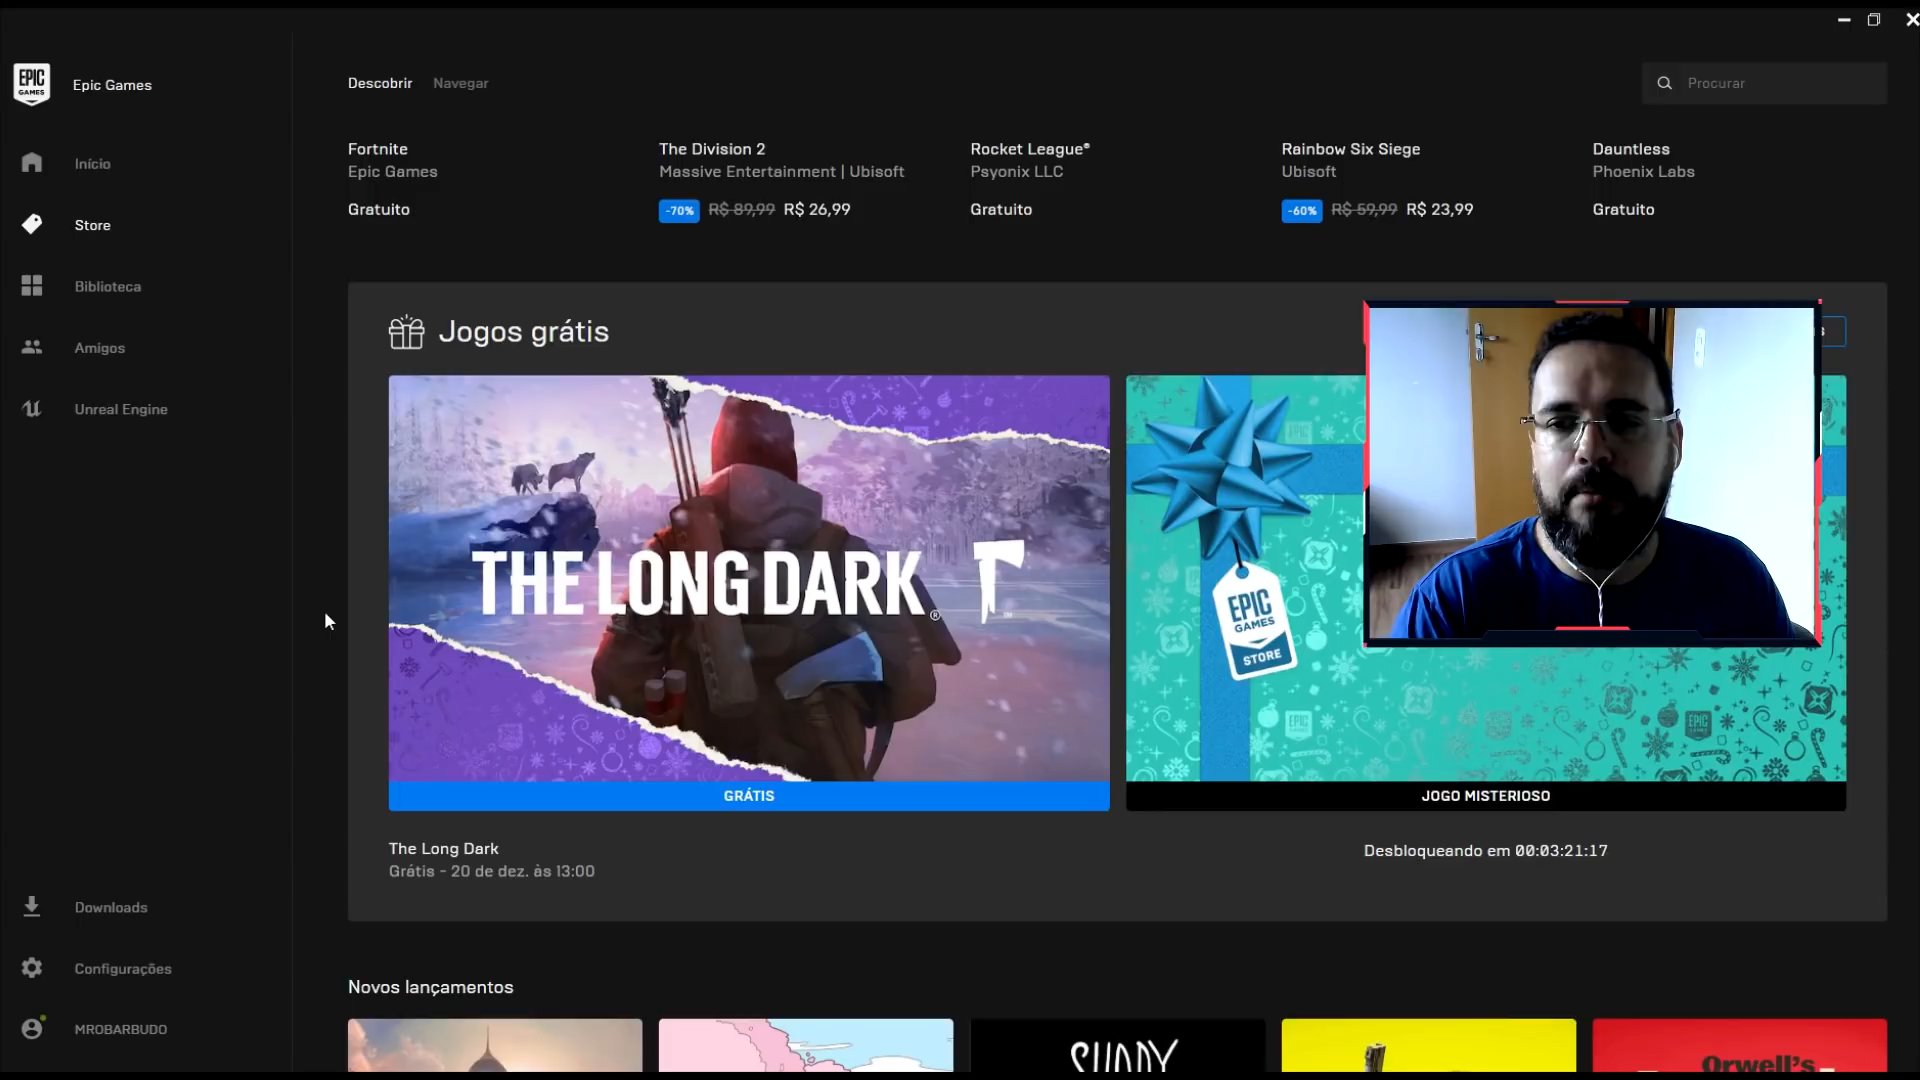 EPIC
GAMES
Epic Games
Início
Store
Biblioteca
Amigos
Unreal Engine
Downloads
Configurações
MROBARBUDO
Descobrir Navegar
Procurar
Fortnite
Epic Games
Gratuito
The Division 2
Massive Entertainment | Ubisoft
-70% R$ 89,99 R$ 26,99
Rocket League®
Psyonix LLC
Gratuito
Rainbow Six Siege
Ubisoft
-60% R$ 59,99 R$ 23,99
Dauntless
Phoenix Labs
Gratuito
Jogos grátis
THE LONG DARK
GRÁTIS
The Long Dark
Grátis - 20 de dez. às 13:00
EPIC
GAMES
STORE
JOGO MISTERIOSO
Desbloqueando em 00:03:21:17
Novos lançamentos
Orwell's